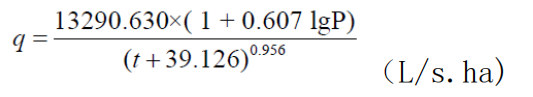 q = 13290.630×( 1 + 0.607 lgP) / (t + 39.126)^0.956 (L/s. ha)